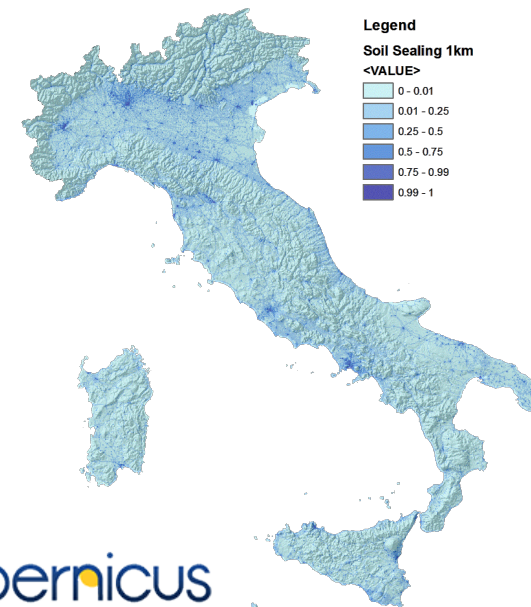 Legend
Soil Sealing 1km
<VALUE>
0 - 0.01
0.01 - 0.25
0.25 - 0.5
0.5 - 0.75
0.75 - 0.99
0.99 - 1
pernicus